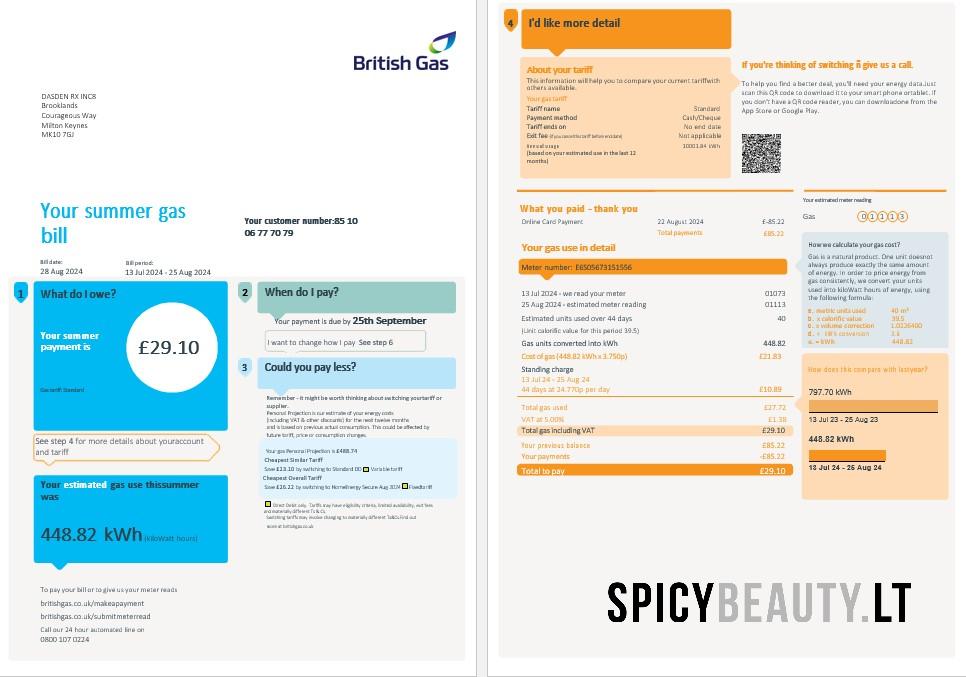 British Gas
DASDEN RX INC8
Brooklands
Courageous Way
Milton Keynes
MK10 7GJ
Your summer gas
bill
Your customer number:85 10
06 77 70 79
Bill date:
28 Aug 2024
Bill period:
13 Jul 2024 - 25 Aug 2024
1
What do I owe?
Your summer
payment is
£29.10
Gas tariff: Standard
See step 4 for more details about youraccount
and tariff
Your estimated gas use thissummer
was
448.82 kWh (kiloWatt hours)
To pay your bill or to give us your meter reads
britishgas.co.uk/makeapayment
britishgas.co.uk/submitmeterread
Call our 24 hour automated line on
0800 107 0224
2
When do I pay?
Your payment is due by 25th September
I want to change how I pay See step 6
3
Could you pay less?
Remember - it might be worth thinking about switching yourtariff or
supplier.
Personal Projection is our estimate of your energy costs
(including VAT & other discounts) for the next twelve months
and is based on previous actual consumption. This could be affected by
future tariff, price or consumption changes.
Your gas Personal Projection is £488.74
Cheapest Similar Tariff
Save £23.10 by switching to Standard DD Variable tariff
Cheapest Overall Tariff
Save £26.22 by switching to HomeEnergy Secure Aug 2024 Fixedtariff
Direct Debit only. Tariffs may have eligibility criteria, limited availability, exit fees
and materially different Ts & Cs.
Switching tariffs may involve changing to materially different Ts&Cs.Find out
more at britishgas.co.uk
4
I'd like more detail
About your tariff
This information will help you to compare your current tariffwith
others available.
Your gas tariff
Tariff name Standard
Payment method Cash/Cheque
Tariff ends on No end date
Exit fee (if you cancel this tariff before end date) Not applicable
Annual usage 10001.84 kWH
(based on your estimated use in the last 12
months)
If you're thinking of switching ñ give us a call.
To help you find a better deal, you'll need your energy data.Just
scan this QR code to download it to your smart phone ortablet. If
you don't have a QR code reader, you can downloadone from the
App Store or Google Play.
What you paid - thank you
Online Card Payment 22 August 2024 £-85.22
Total payments £85.22
Your gas use in detail
Meter number: E6505673151556
13 Jul 2024 - we read your meter 01073
25 Aug 2024 - estimated meter reading 01113
Estimated units used over 44 days 40
(Unit calorific value for this period 39.5)
Gas units converted into kWh 448.82
Cost of gas (448.82 kWh x 3.750p) £21.83
Standing charge
13 Jul 24 - 25 Aug 24
44 days at 24.770p per day £10.89
Total gas used £27.72
VAT at 5.00% £1.38
Total gas including VAT £29.10
Your previous balance £85.22
Your payments -£85.22
Total to pay £29.10
Your estimated meter reading
Gas 0 1 1 1 3
How we calculate your gas cost?
Gas is a natural product. One unit doesnot
always produce exactly the same amount
of energy. In order to price energy from
gas consistently, we convert your units
used into kiloWatt hours of energy, using
the following formula:
a. metric units used 40 m³
b. x calorific value 39.5
c. x volume correction 1.0226400
d. ÷ kWh conversion 3.6
e. = kWh 448.82
How does this compare with lastyear?
797.70 kWh
13 Jul 23 - 25 Aug 23
448.82 kWh
13 Jul 24 - 25 Aug 24
SPICYBEAUTY.LT